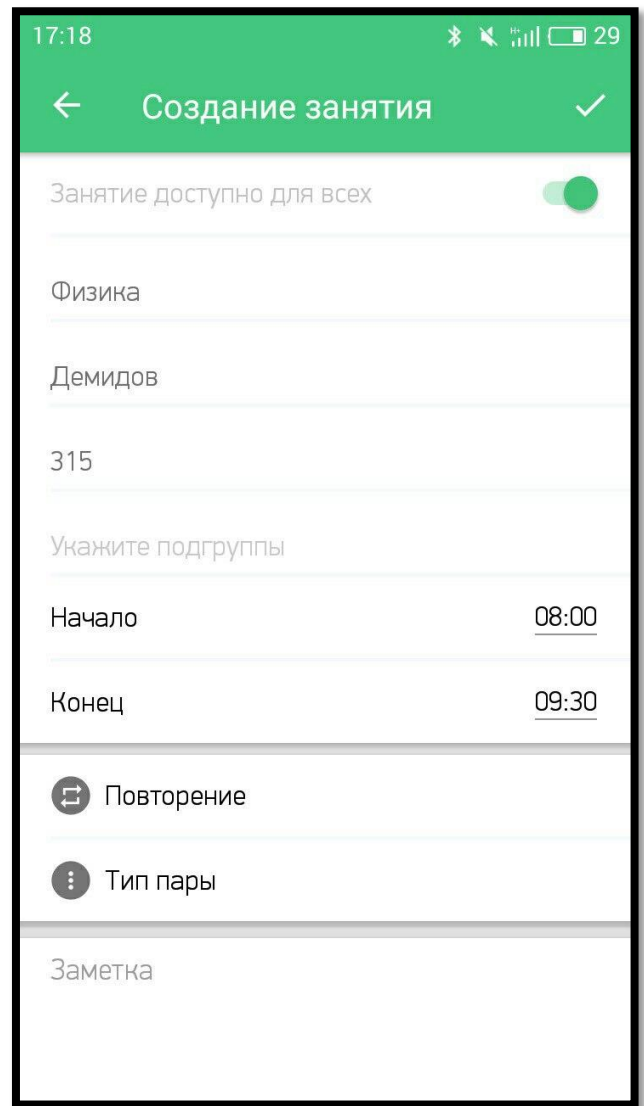 17:18 29
Создание занятия
Занятие доступно для всех
Физика
Демидов
315
Укажите подгруппы
Начало 08:00
Конец 09:30
Повторение
Тип пары
Заметка